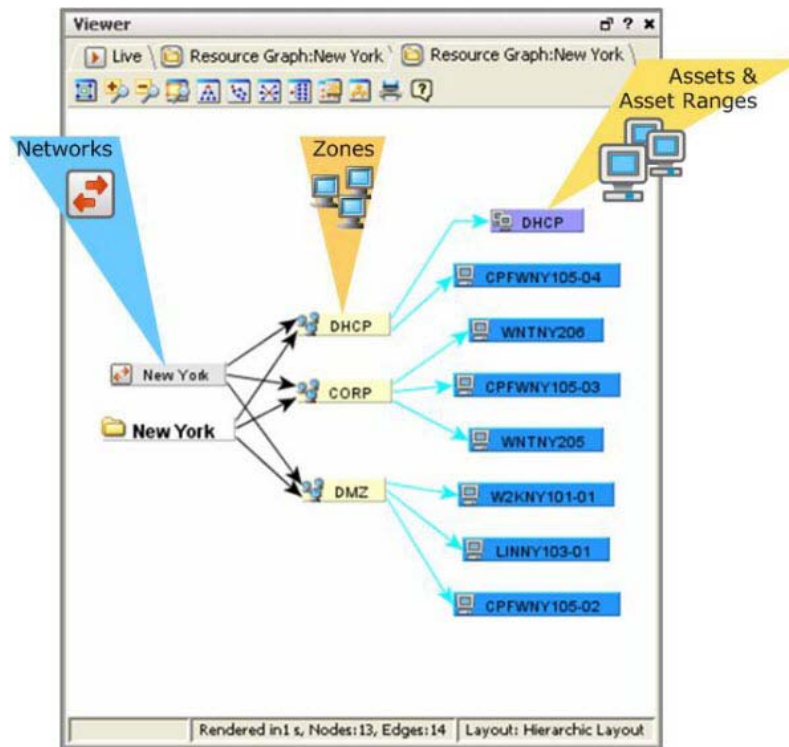 Viewer
Live
Resource Graph:New York
Resource Graph:New York
Assets &
Asset Ranges
Networks
Zones
DHCP
CPFWNY105-04
DHCP
WNTNY206
New York
CORP
CPFWNY105-03
New York
WNTNY205
DMZ
W2KNY101-01
LINNY103-01
CPFWNY105-02
Rendered in1 s, Nodes:13, Edges:14
Layout: Hierarchic Layout